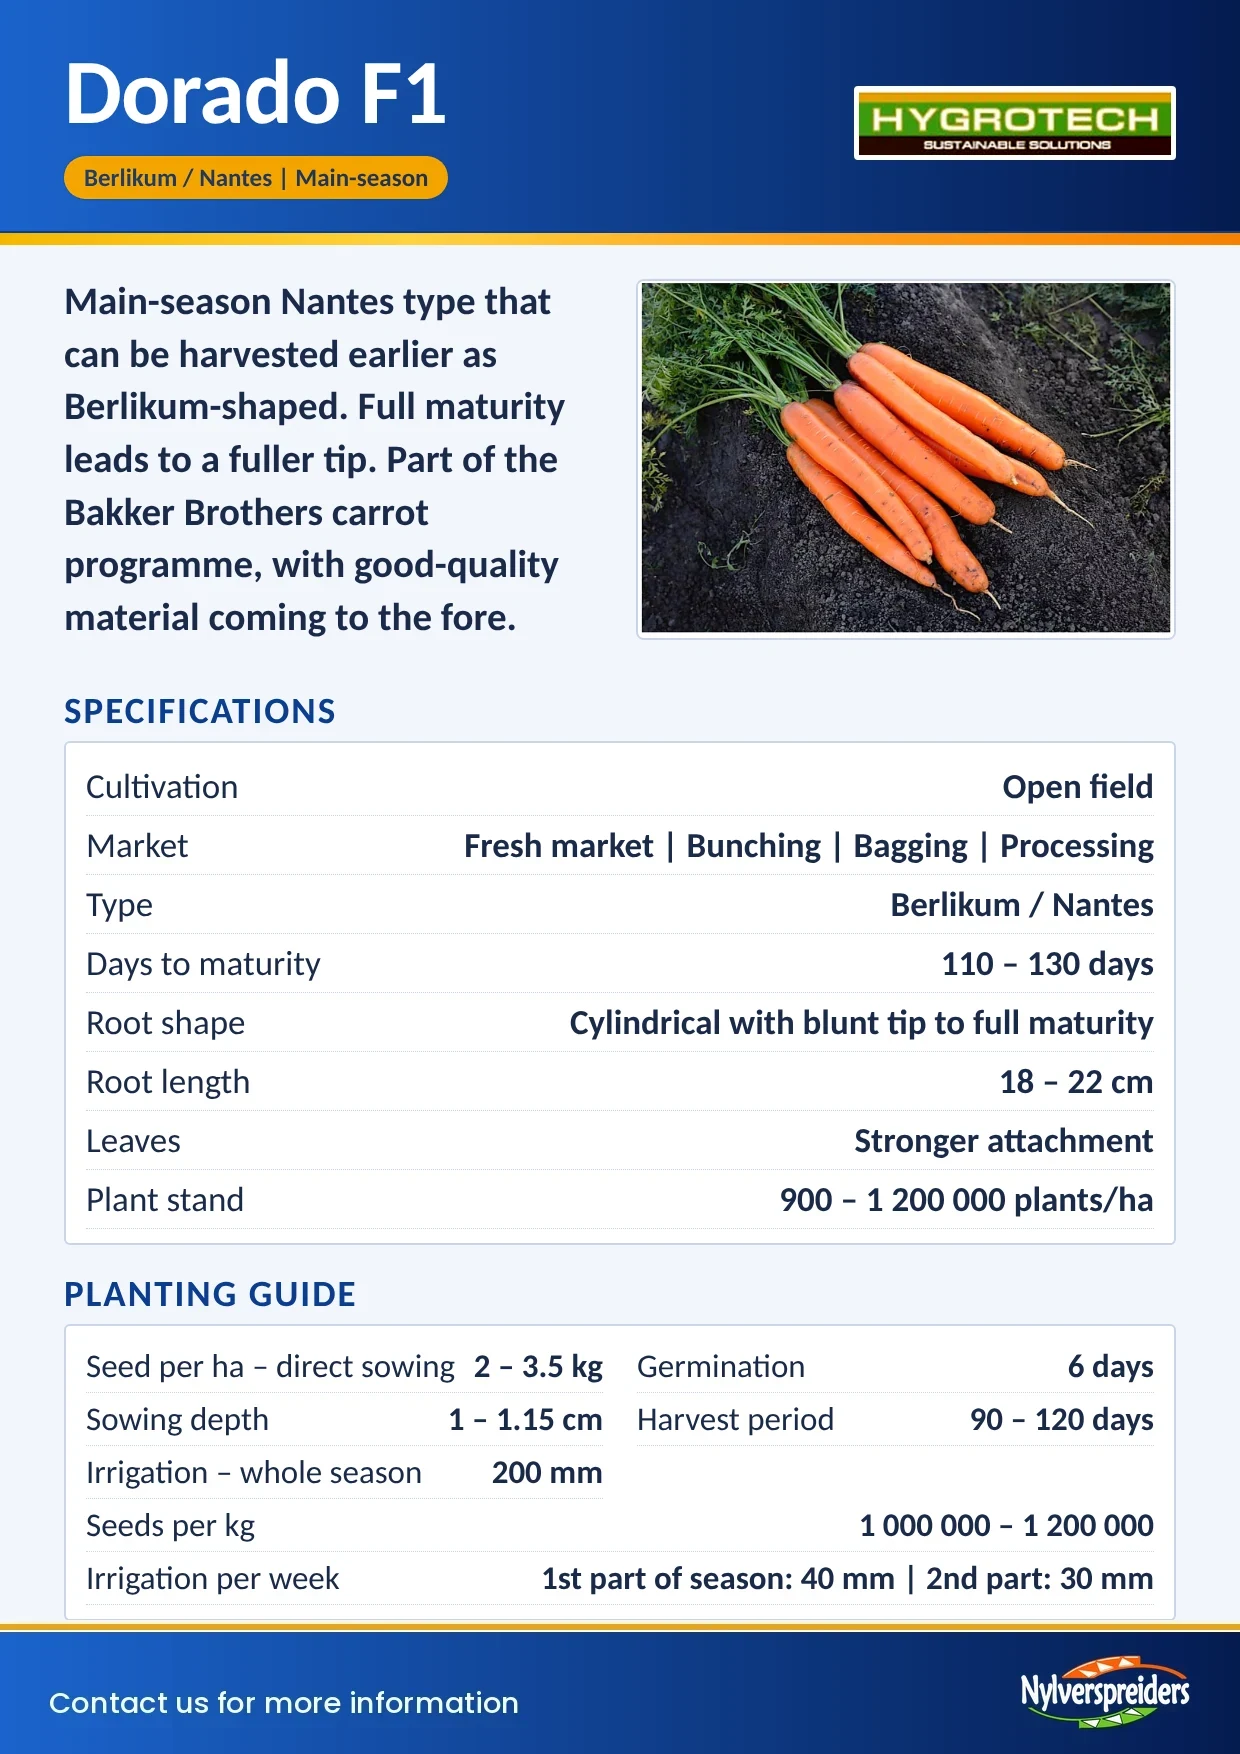 Dorado F1
HYGROTECH
SUSTAINABLE SOLUTIONS
Berlikum / Nantes | Main-season
Main-season Nantes type that
can be harvested earlier as
Berlikum-shaped. Full maturity
leads to a fuller tip. Part of the
Bakker Brothers carrot
programme, with good-quality
material coming to the fore.
SPECIFICATIONS
Cultivation Open field
Market Fresh market | Bunching | Bagging | Processing
Type Berlikum / Nantes
Days to maturity 110 – 130 days
Root shape Cylindrical with blunt tip to full maturity
Root length 18 – 22 cm
Leaves Stronger attachment
Plant stand 900 – 1 200 000 plants/ha
PLANTING GUIDE
Seed per ha – direct sowing 2 – 3.5 kg Germination 6 days
Sowing depth 1 – 1.15 cm Harvest period 90 – 120 days
Irrigation – whole season 200 mm
Seeds per kg 1 000 000 – 1 200 000
Irrigation per week 1st part of season: 40 mm | 2nd part: 30 mm
Contact us for more information
Nylverspreiders